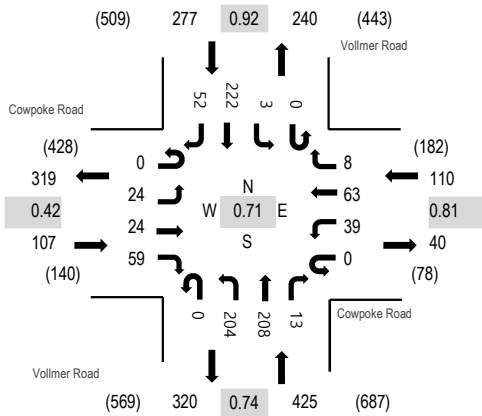 (509) 277 0.92 240 (443)
Vollmer Road
52 222 3 0
Cowpoke Road
(428) (182)
0 8
319 110
24 N 63
0.42 W 0.71 E 0.81
24 39
107 S 40
59 0
(140) (78)
0 204 208 13
Cowpoke Road
Vollmer Road
(569) 320 0.74 425 (687)